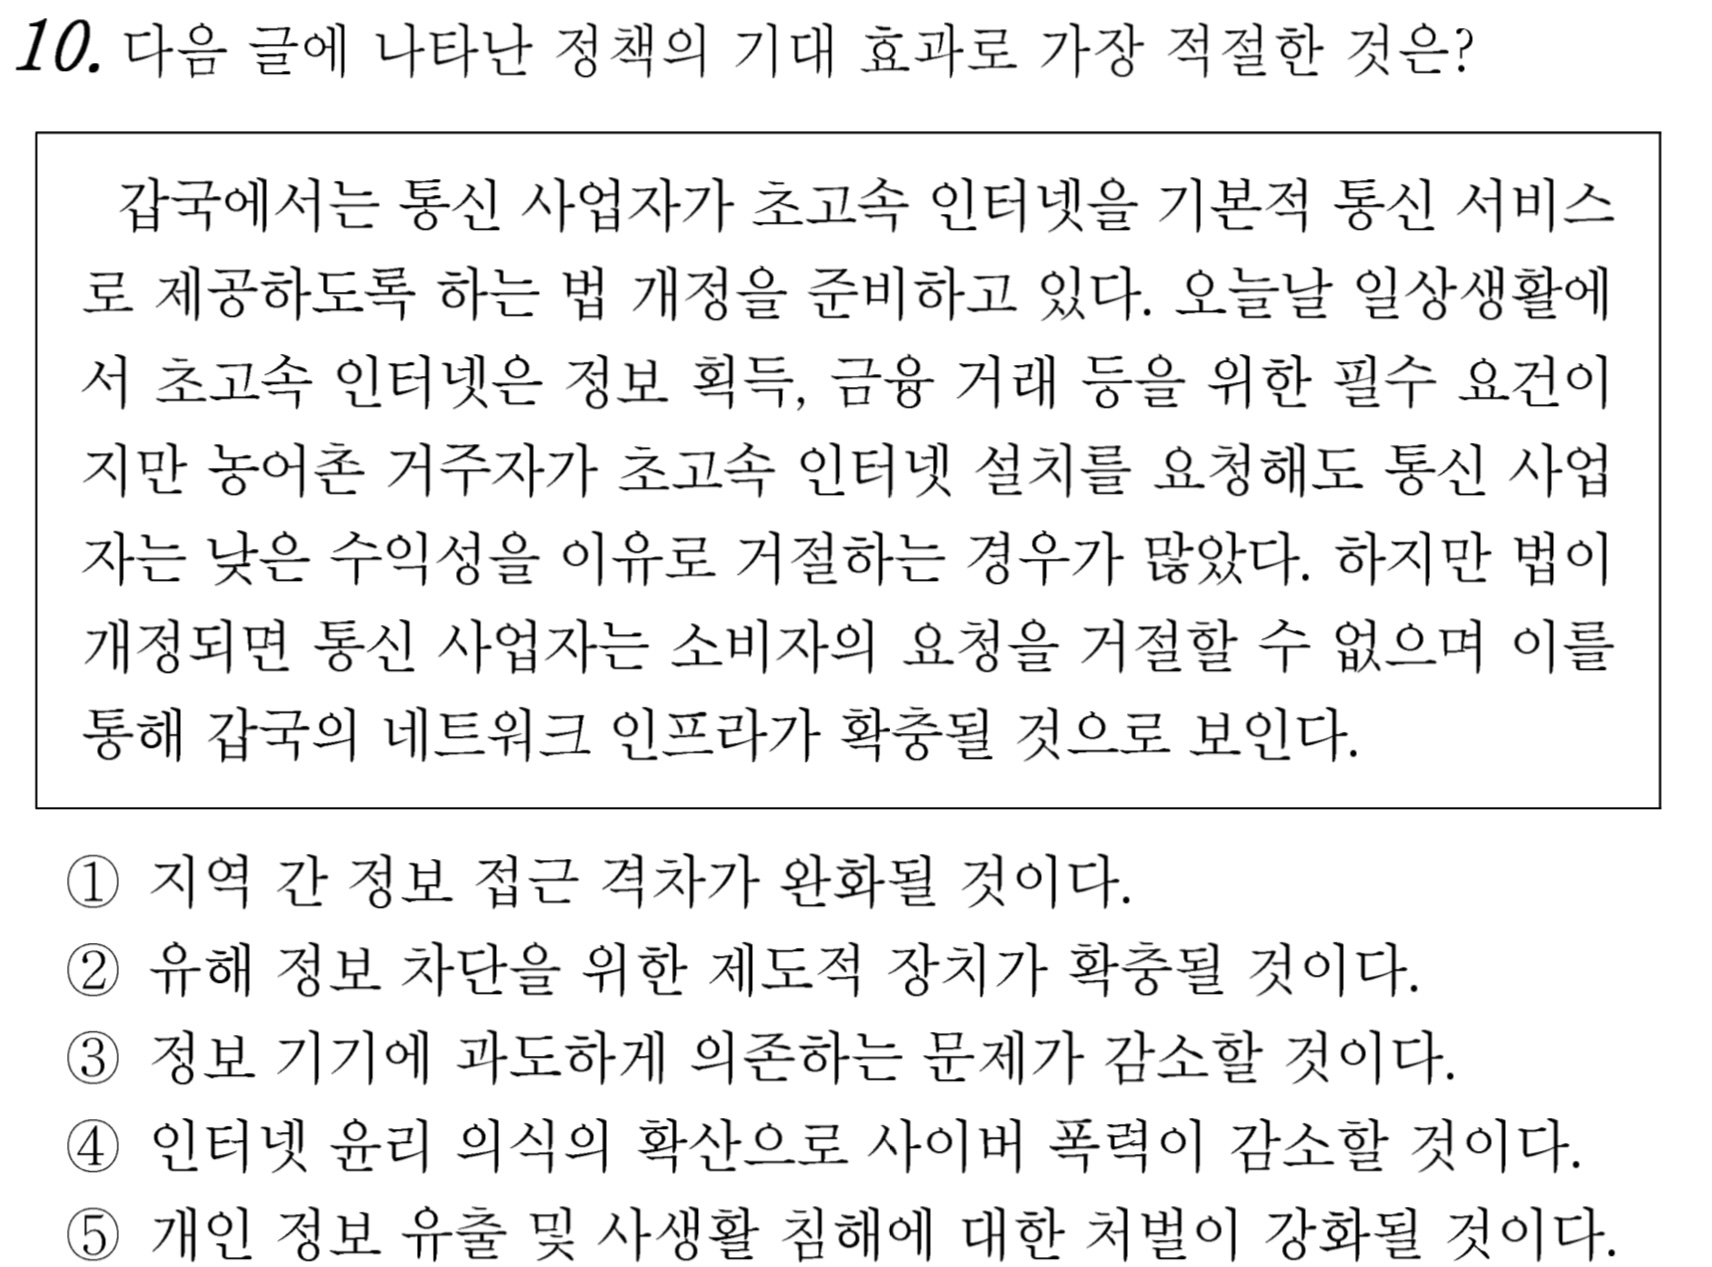 10. 다음 글에 나타난 정책의 기대 효과로 가장 적절한 것은?
갑국에서는 통신 사업자가 초고속 인터넷을 기본적 통신 서비스
로 제공하도록 하는 법 개정을 준비하고 있다. 오늘날 일상생활에
서 초고속 인터넷은 정보 획득, 금융 거래 등을 위한 필수 요건이
지만 농어촌 거주자가 초고속 인터넷 설치를 요청해도 통신 사업
자는 낮은 수익성을 이유로 거절하는 경우가 많았다. 하지만 법이
개정되면 통신 사업자는 소비자의 요청을 거절할 수 없으며 이를
통해 갑국의 네트워크 인프라가 확충될 것으로 보인다.
① 지역 간 정보 접근 격차가 완화될 것이다.
② 유해 정보 차단을 위한 제도적 장치가 확충될 것이다.
③ 정보 기기에 과도하게 의존하는 문제가 감소할 것이다.
④ 인터넷 윤리 의식의 확산으로 사이버 폭력이 감소할 것이다.
⑤ 개인 정보 유출 및 사생활 침해에 대한 처벌이 강화될 것이다.